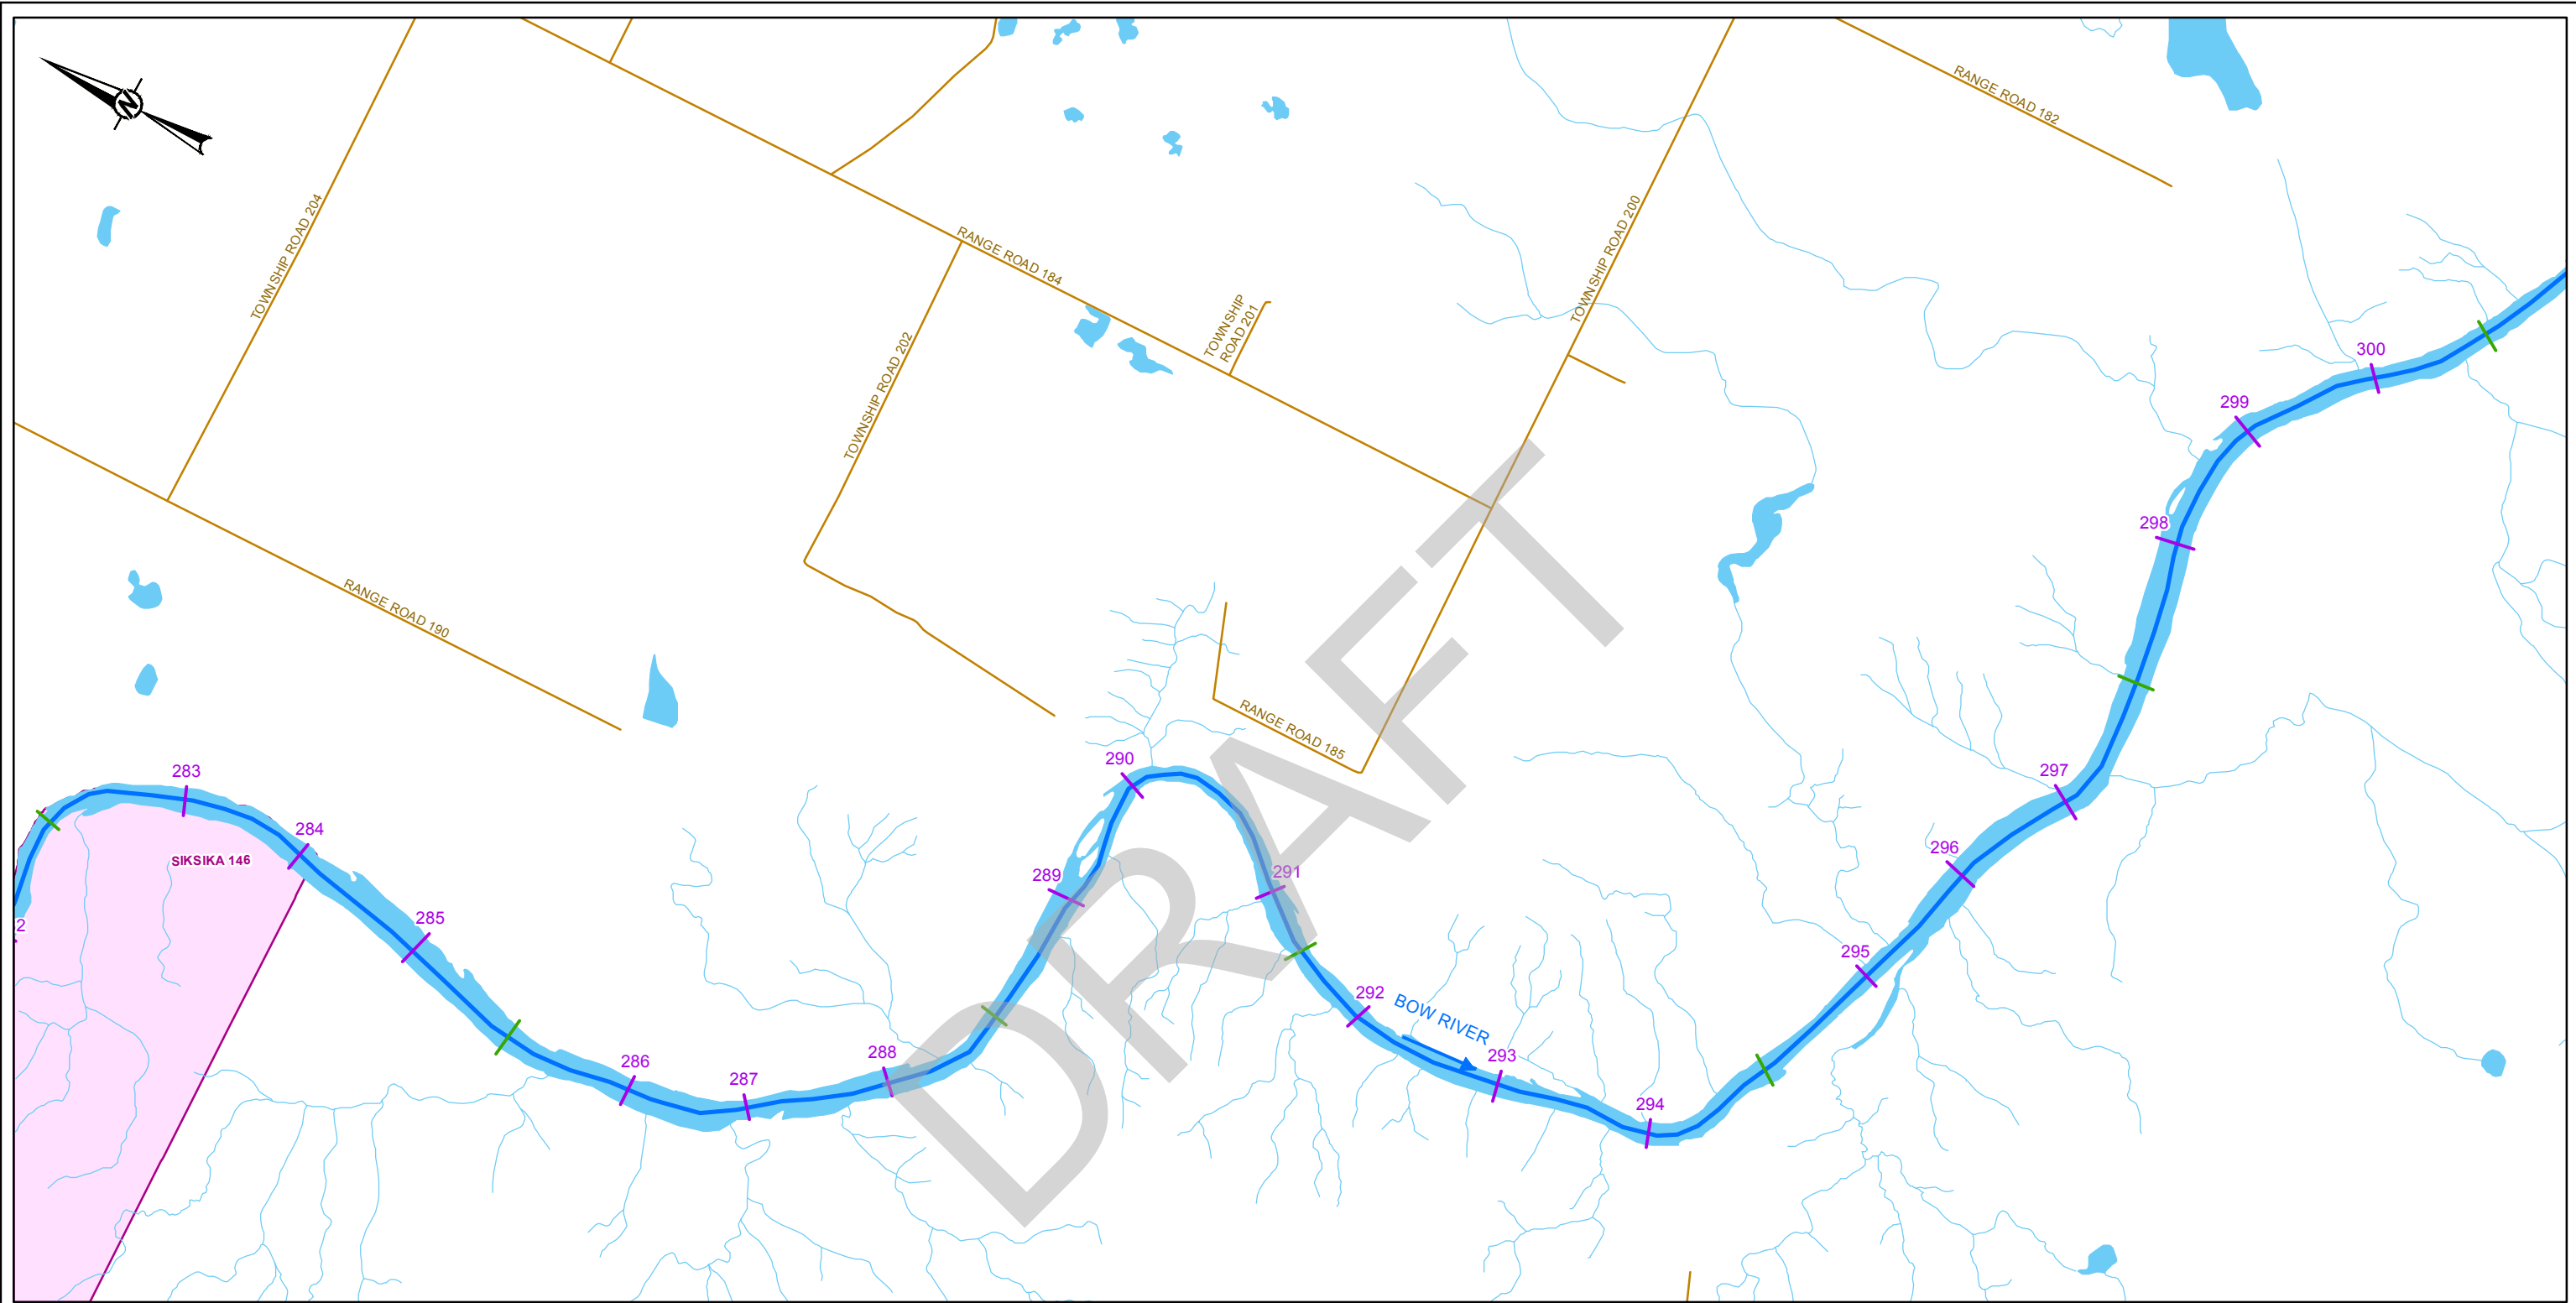 N
RANGE ROAD 182
TOWNSHIP ROAD 204
TOWNSHIP ROAD 200
RANGE ROAD 184
TOWNSHIP
ROAD 201
TOWNSHIP ROAD 202
300
299
298
RANGE ROAD 190
RANGE ROAD 185
290
297
283
284
SIKSIKA 146
289
291
296
285
2
295
292
BOW RIVER
288
293
286
287
294
DRAFT